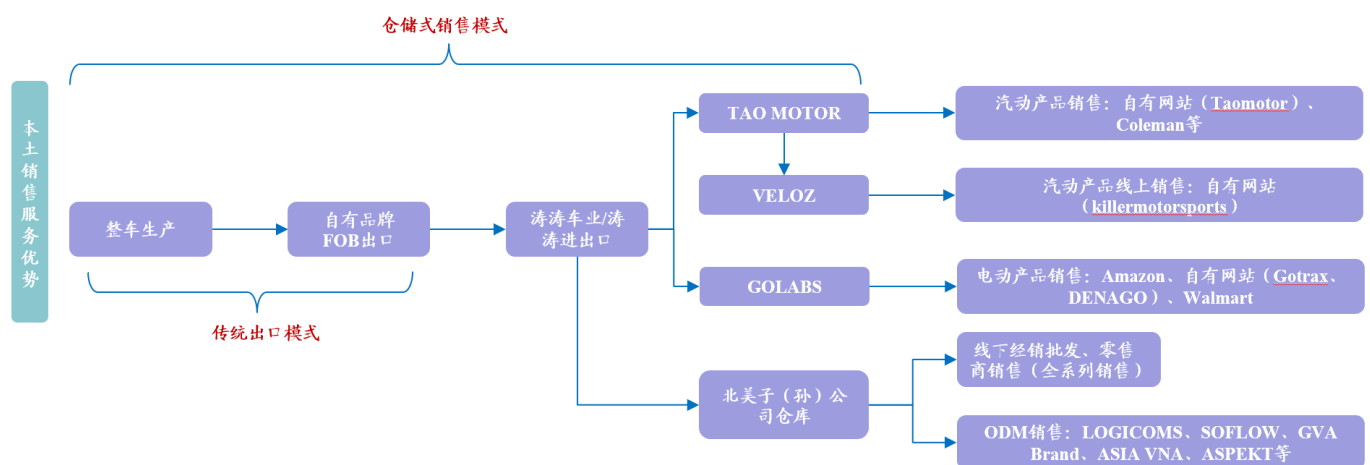 仓储式销售模式
本土销售服务优势
整车生产
自有品牌
FOB出口
传统出口模式
涛涛车业/涛
涛进出口
TAO MOTOR
汽动产品销售：自有网站（Taomotor）、
Coleman等
VELOZ
汽动产品线上销售：自有网站
（killermotorsports）
GOLABS
电动产品销售：Amazon、自有网站（Gotrax、
DENAGO）、Walmart
北美子（孙）公
司仓库
线下经销批发、零售
商销售（全系列销售）
ODM销售：LOGICOMS、SOFLOW、GVA
Brand、ASIA VNA、ASPEKT等